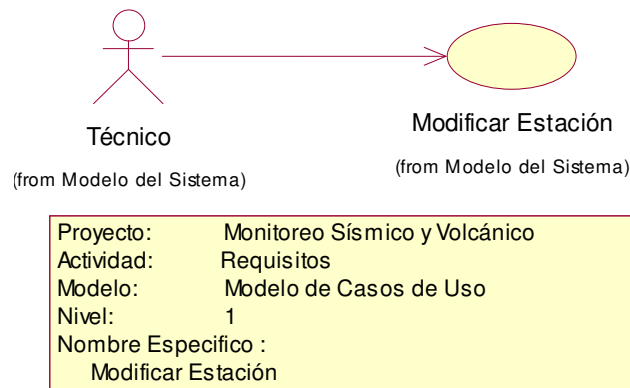 Técnico
(from Modelo del Sistema)
Modificar Estación
(from Modelo del Sistema)
Proyecto: Monitoreo Sísmico y Volcánico
Actividad: Requisitos
Modelo: Modelo de Casos de Uso
Nivel: 1
Nombre Especifico :
Modificar Estación